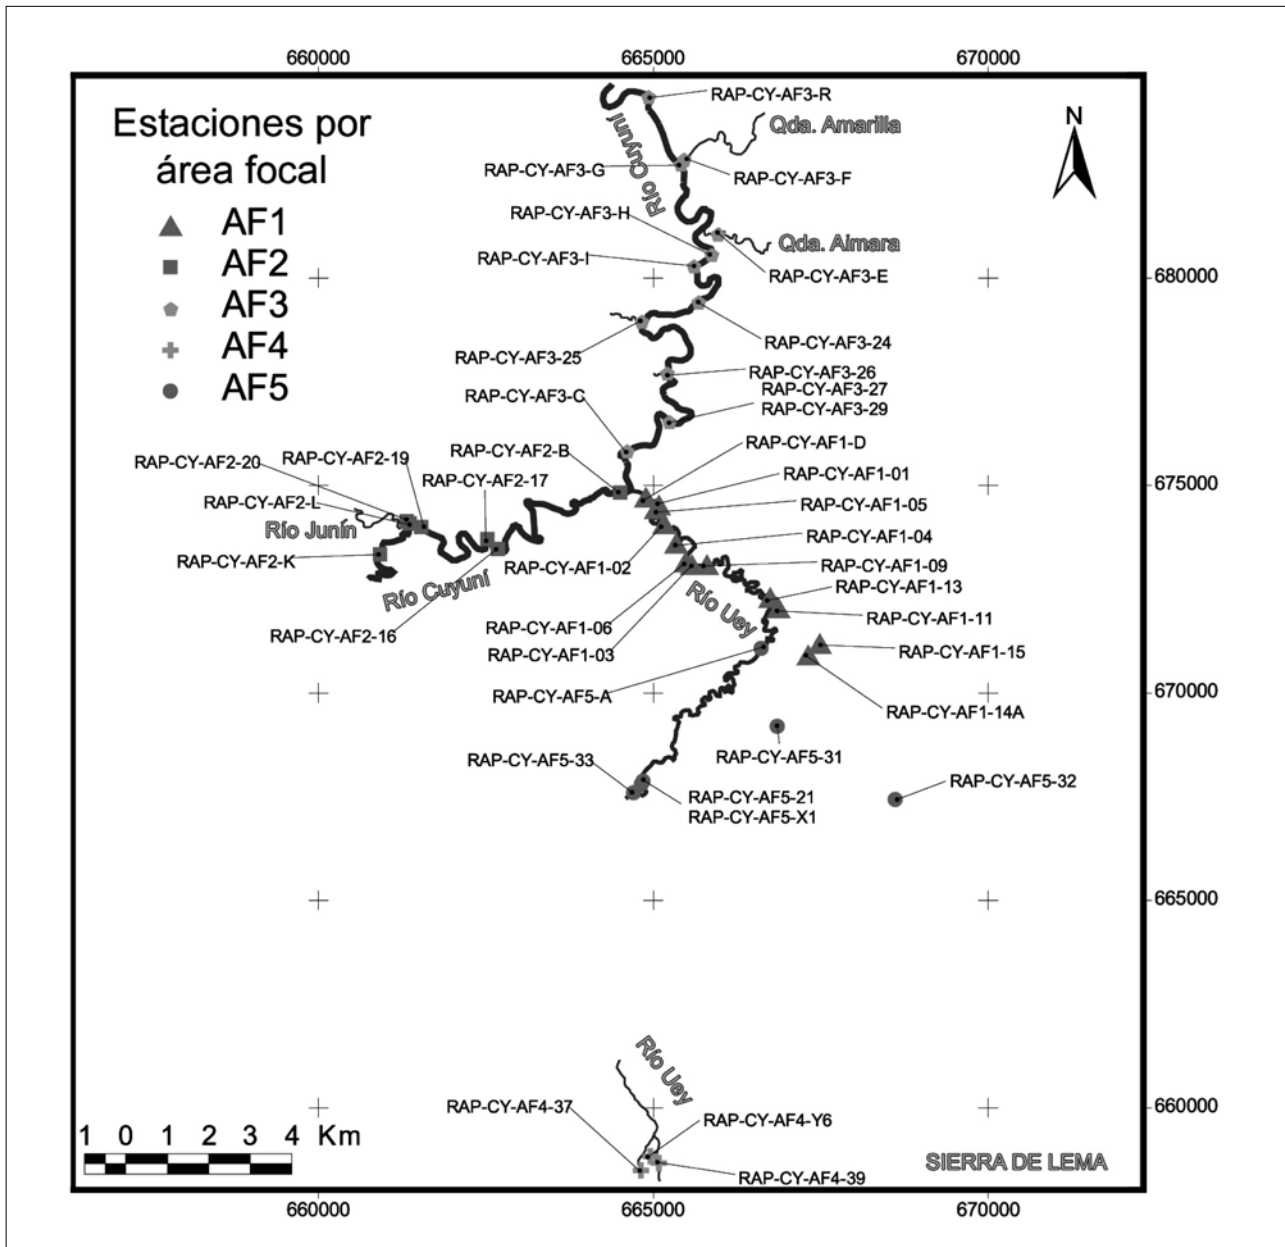 660000
665000
670000
Estaciones por
área focal
AF1
AF2
AF3
AF4
AF5
N
RAP-CY-AF3-R
Qda. Amarilla
Río Cuyuní
RAP-CY-AF3-G
RAP-CY-AF3-F
RAP-CY-AF3-H
Qda. Aimara
RAP-CY-AF3-I
RAP-CY-AF3-E
680000
RAP-CY-AF3-24
RAP-CY-AF3-25
RAP-CY-AF3-26
RAP-CY-AF3-27
RAP-CY-AF3-C
RAP-CY-AF3-29
RAP-CY-AF1-D
RAP-CY-AF2-B
RAP-CY-AF2-19
RAP-CY-AF2-20
RAP-CY-AF1-01
RAP-CY-AF2-17
675000
RAP-CY-AF2-L
RAP-CY-AF1-05
Río Junín
RAP-CY-AF1-04
RAP-CY-AF2-K
RAP-CY-AF1-02
RAP-CY-AF1-09
Río Cuyuní
RAP-CY-AF1-13
Río Uey
RAP-CY-AF1-11
RAP-CY-AF1-06
RAP-CY-AF2-16
RAP-CY-AF1-03
RAP-CY-AF1-15
RAP-CY-AF5-A
670000
RAP-CY-AF1-14A
RAP-CY-AF5-31
RAP-CY-AF5-33
RAP-CY-AF5-32
RAP-CY-AF5-21
RAP-CY-AF5-X1
665000
Río Uey
RAP-CY-AF4-37
660000
RAP-CY-AF4-Y6
1 0 1 2 3 4 Km
SIERRA DE LEMA
RAP-CY-AF4-39
660000
665000
670000